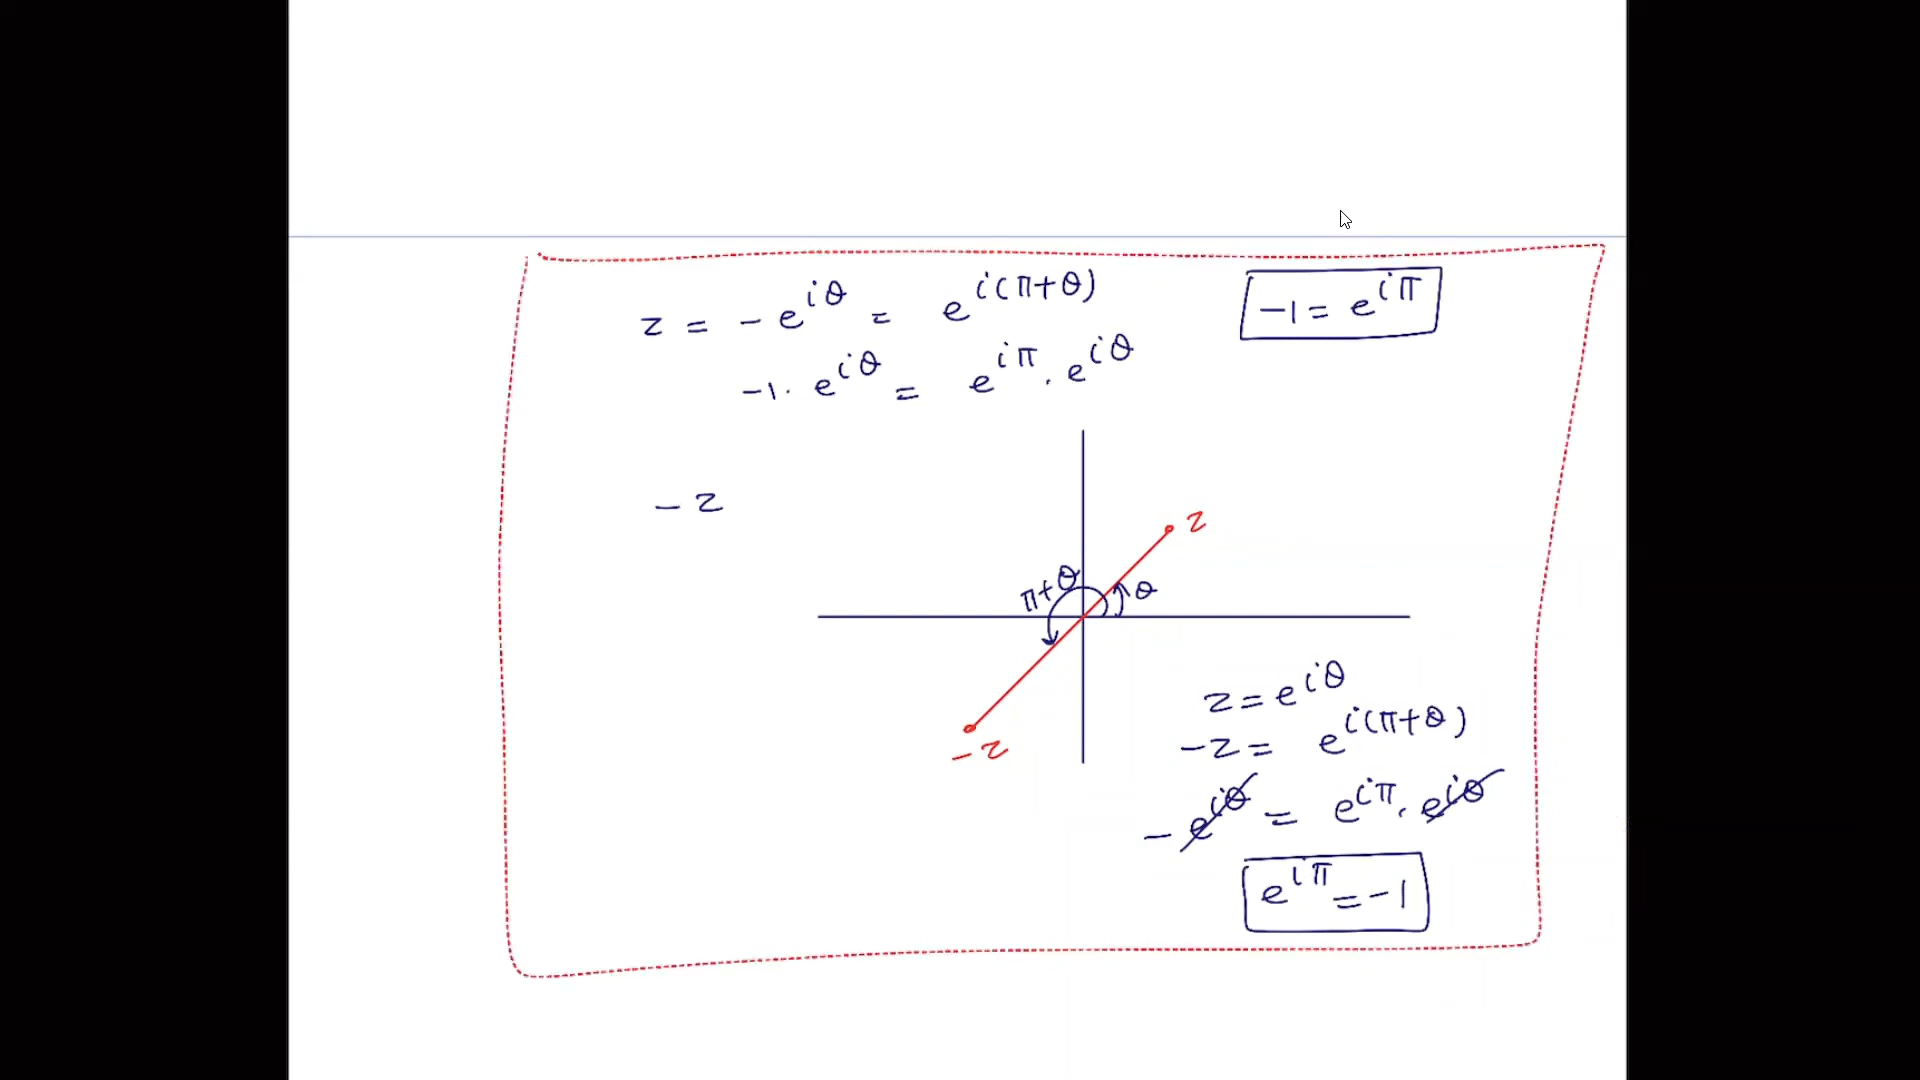 z = -e^{iθ} = e^{i(π+θ)}
-1 = e^{iπ}
-1. e^{iθ} = e^{iπ} . e^{iθ}
-z
z
π+θ
θ
-z
z = e^{iθ}
-z = e^{i(π+θ)}
- e^{iθ} = e^{iπ} . e^{iθ}
e^{iπ} = -1